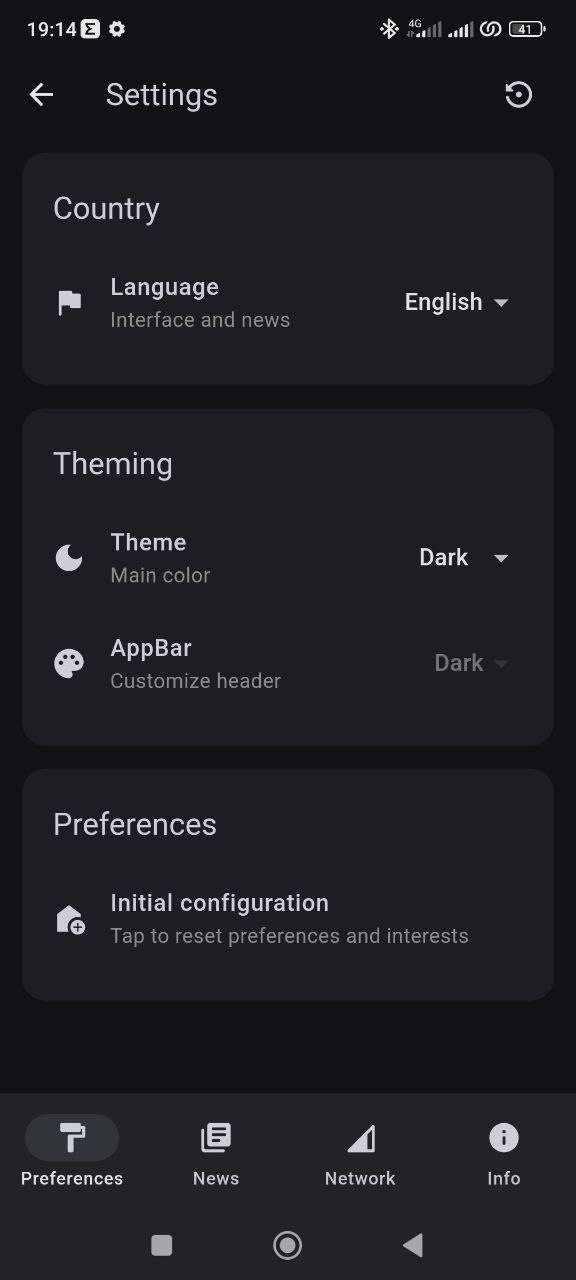 19:14
4G
41
Settings
Country
Language
Interface and news
English
Theming
Theme
Main color
Dark
AppBar
Customize header
Dark
Preferences
Initial configuration
Tap to reset preferences and interests
Preferences
News
Network
Info